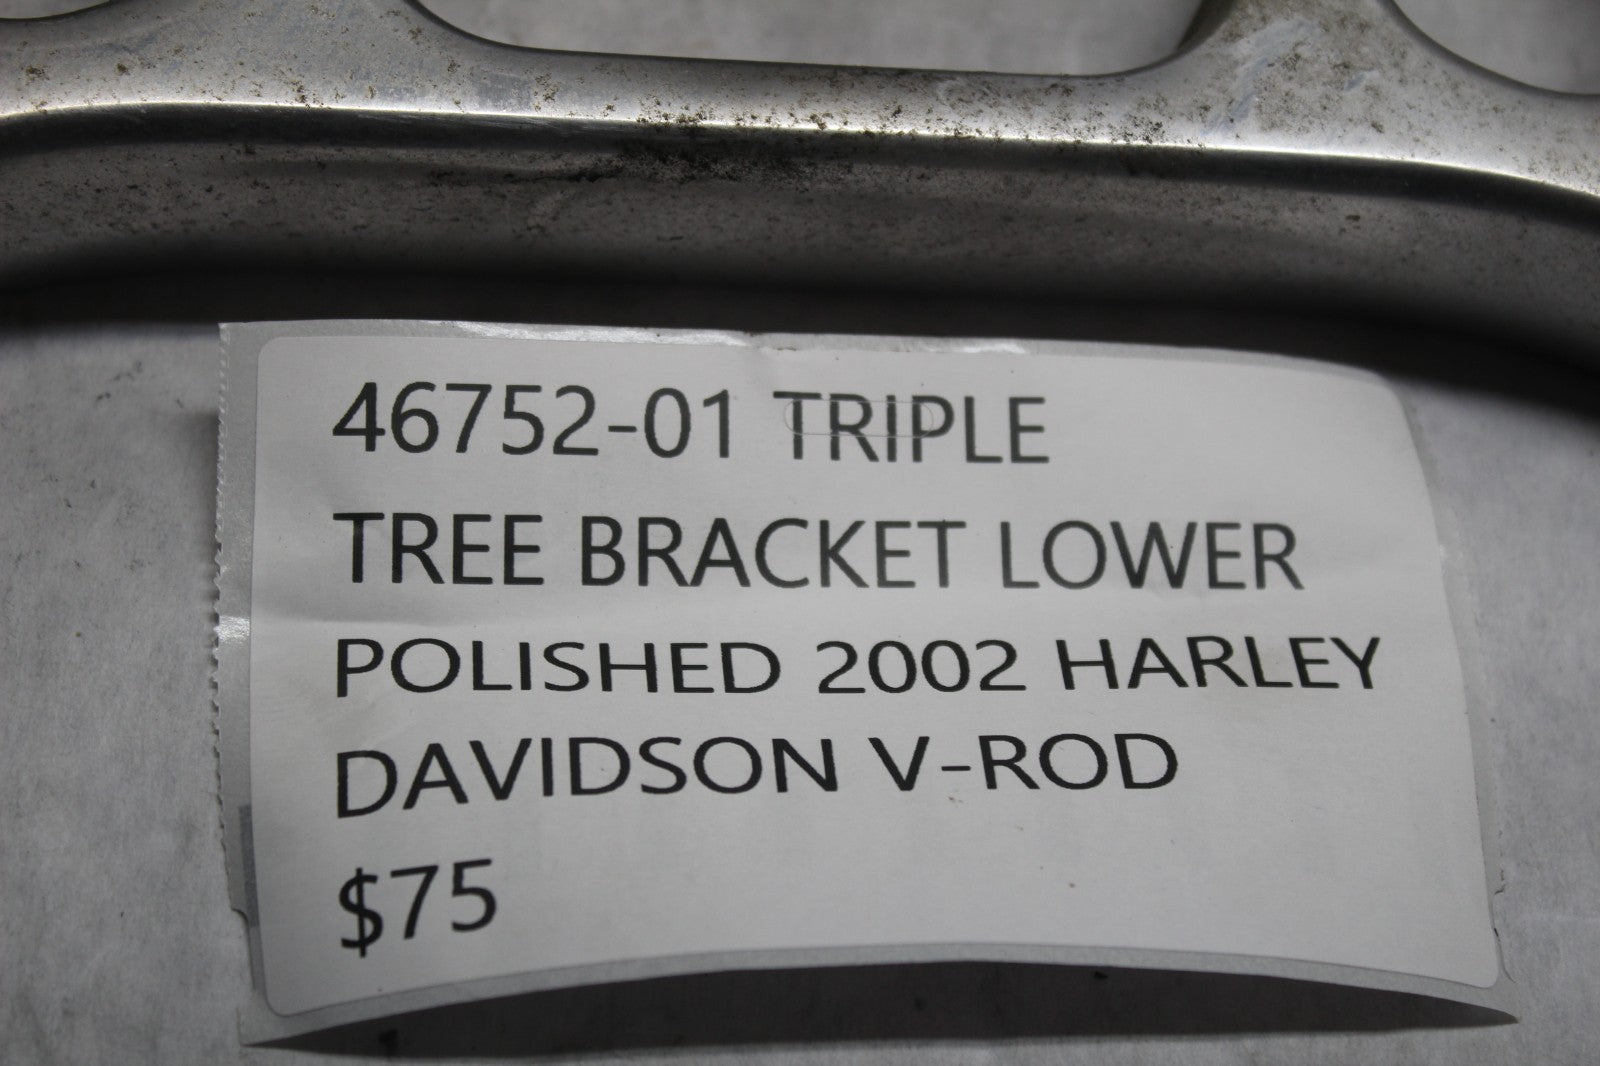 46752-01 TRIPLE
TREE BRACKET LOWER
POLISHED 2002 HARLEY
DAVIDSON V-ROD
$75